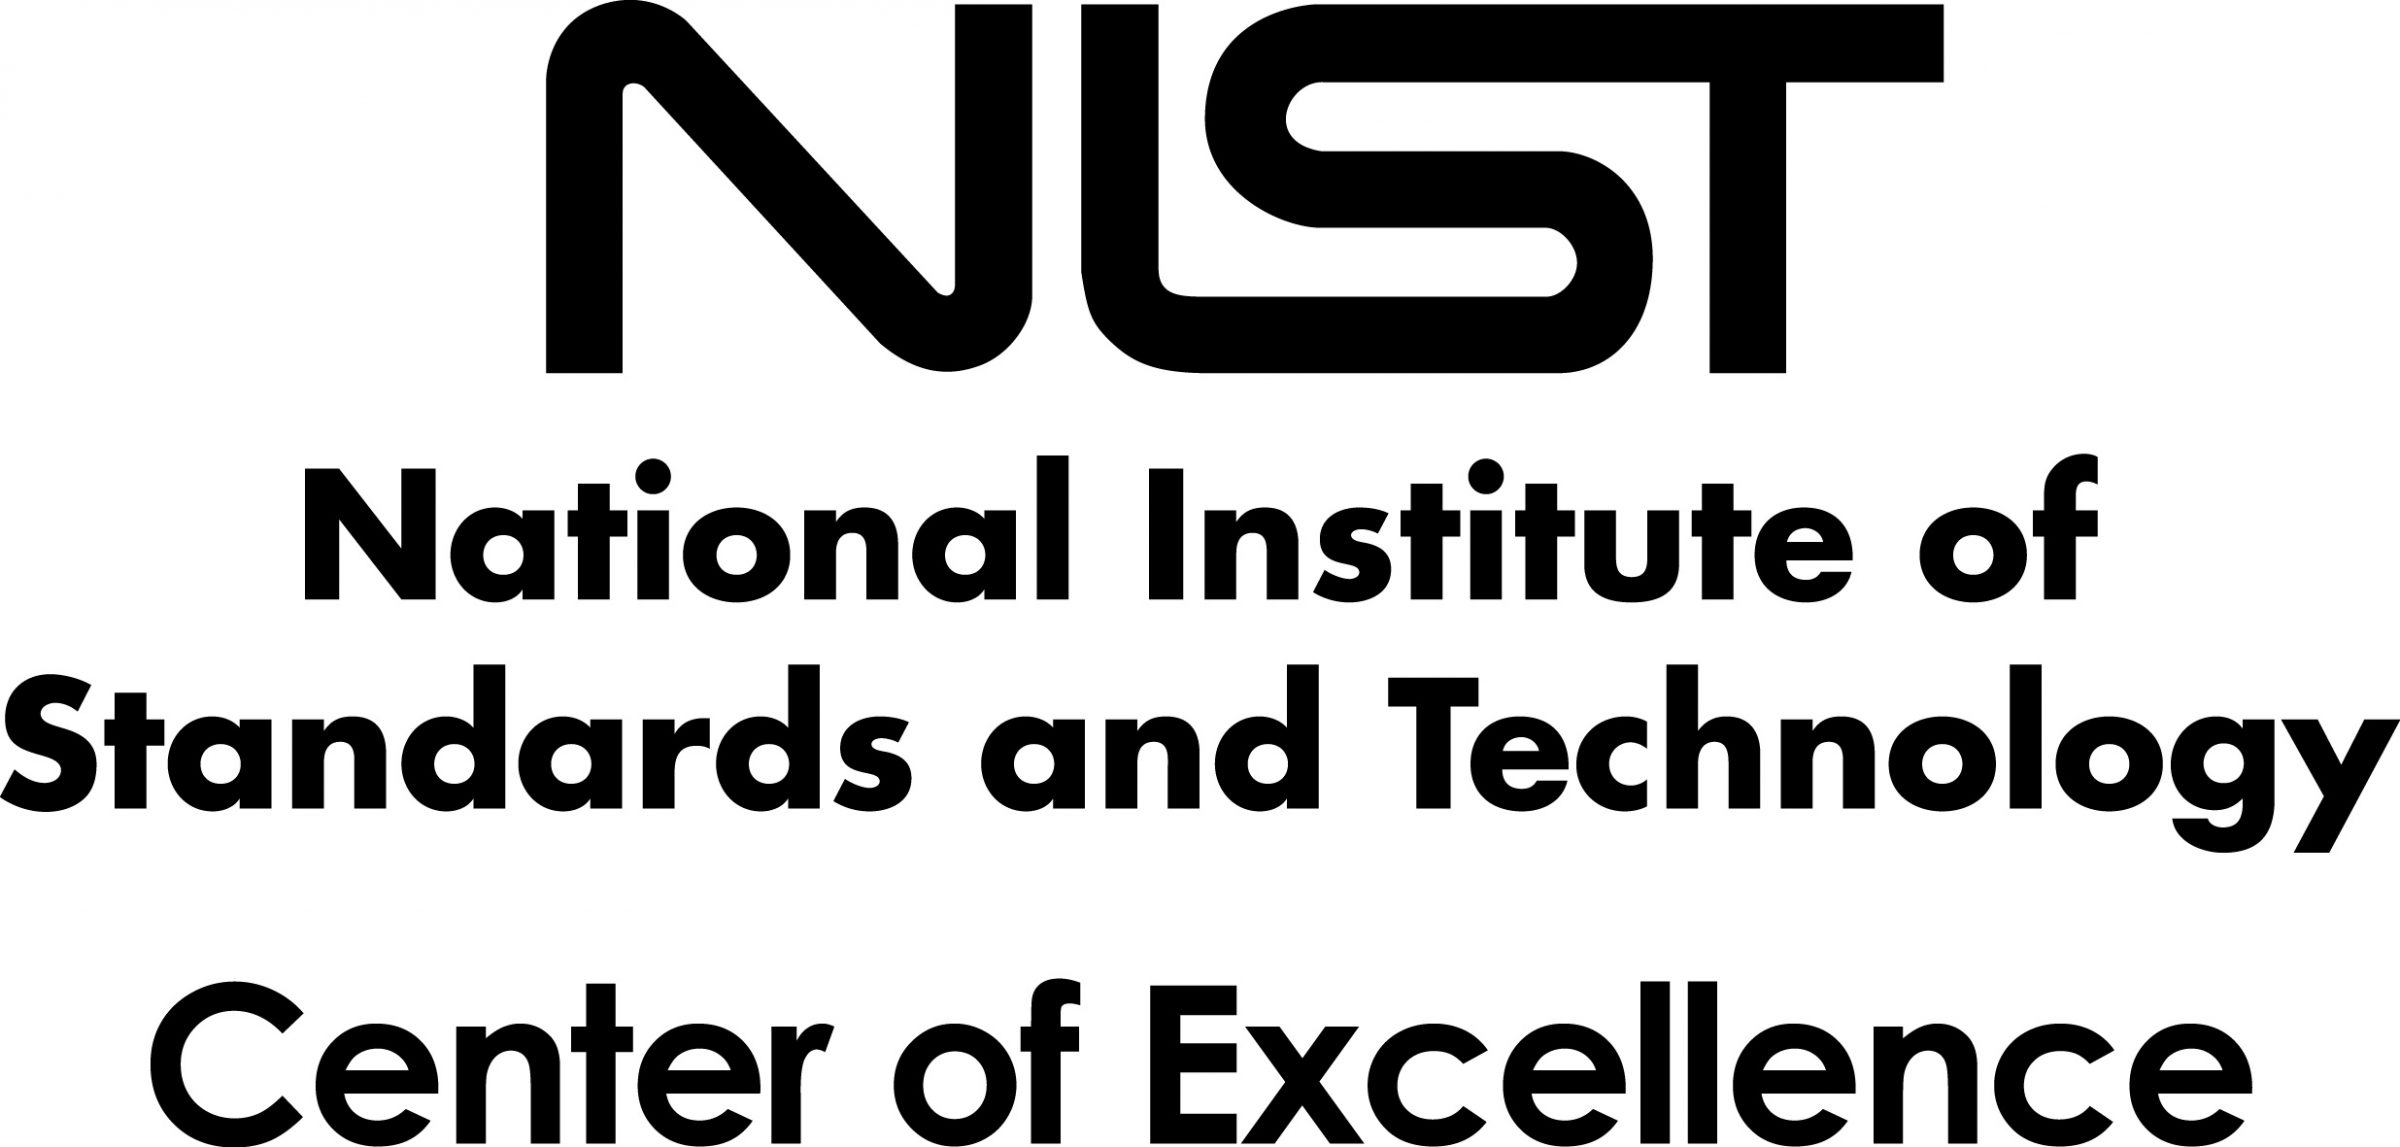 NIST
National Institute of
Standards and Technology
Center of Excellence